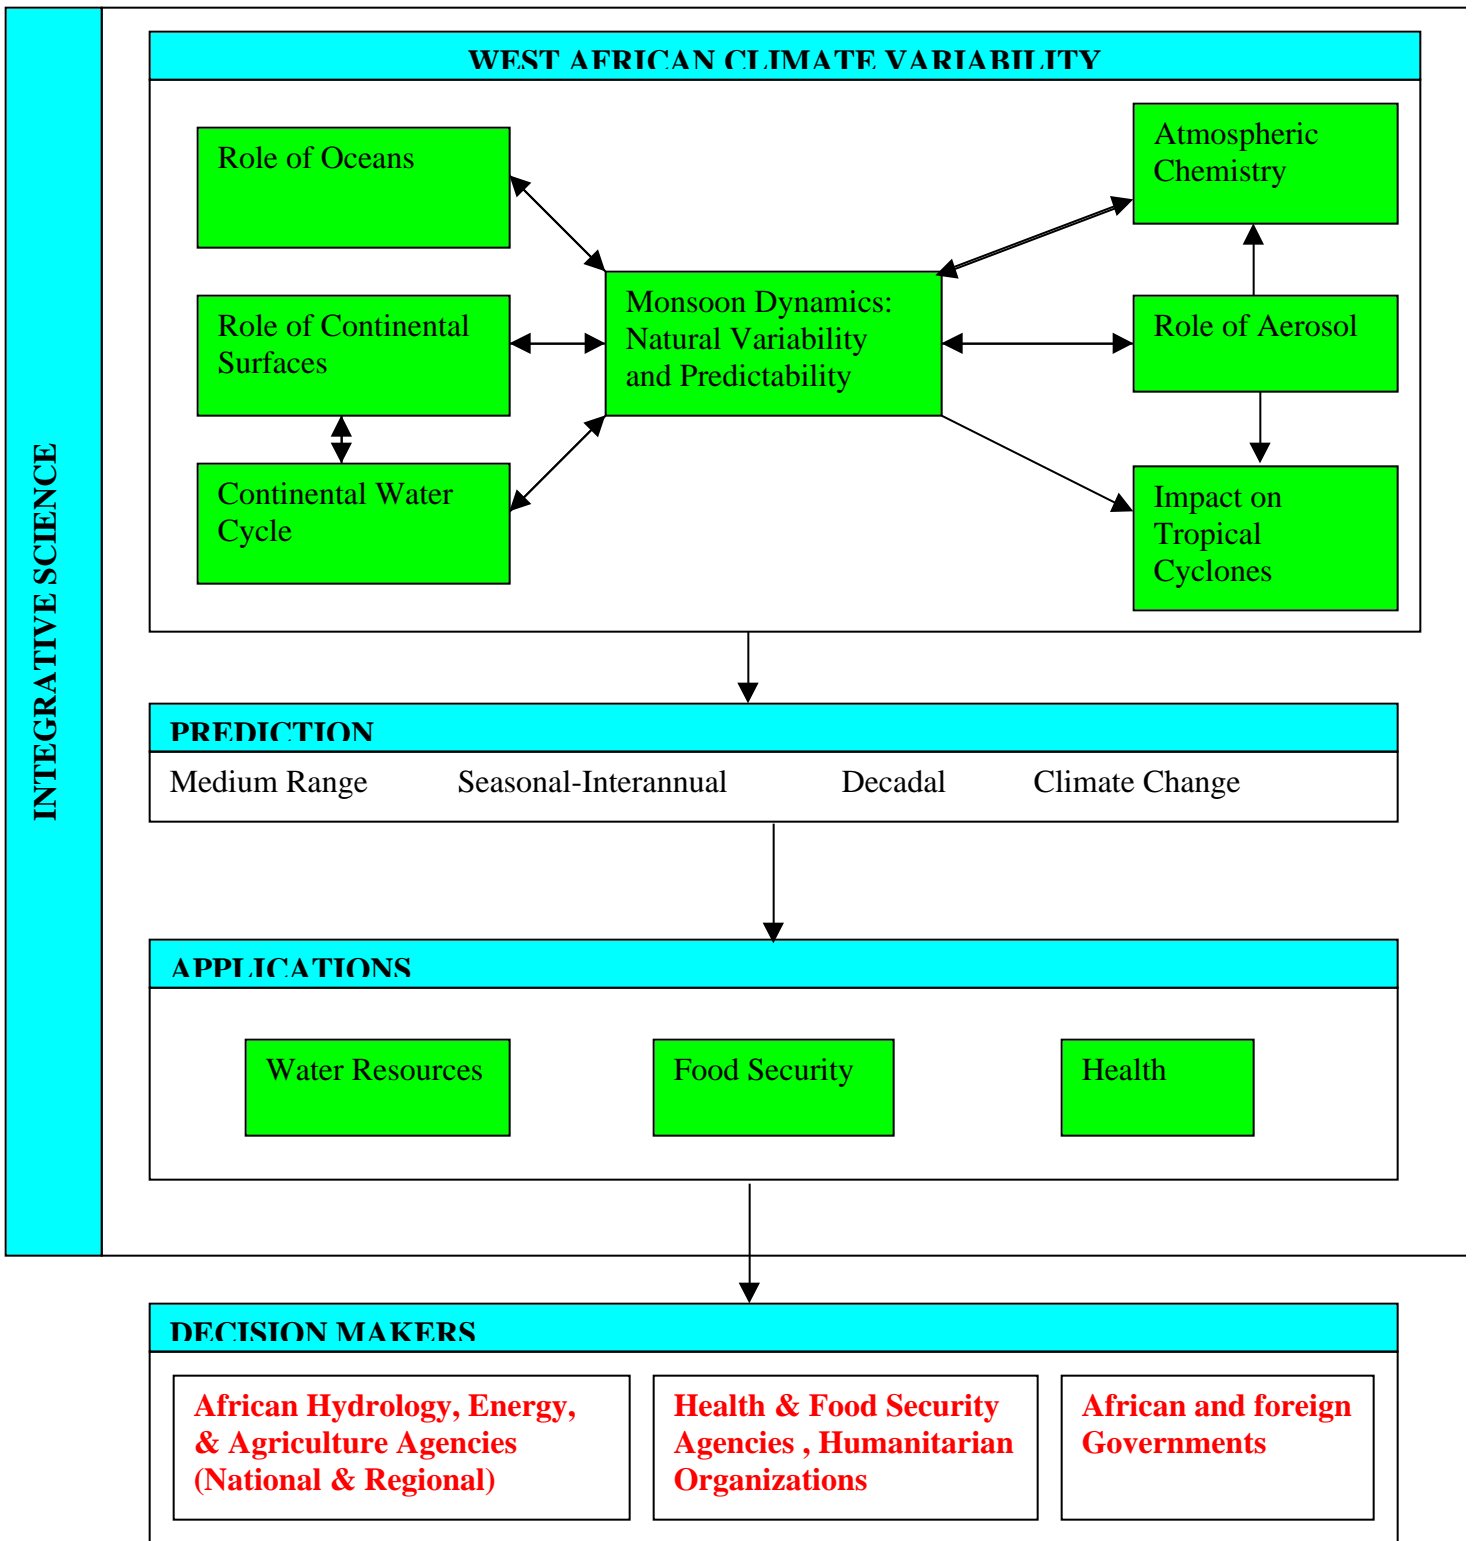 INTEGRATIVE SCIENCE
WEST AFRICAN CLIMATE VARIABILITY
Role of Oceans
Atmospheric
Chemistry
Monsoon Dynamics:
Natural Variability
and Predictability
Role of Continental
Surfaces
Role of Aerosol
Continental Water
Cycle
Impact on
Tropical
Cyclones
PREDICTION
Medium Range Seasonal-Interannual Decadal Climate Change
APPLICATIONS
Water Resources
Food Security
Health
DECISION MAKERS
African Hydrology, Energy,
& Agriculture Agencies
(National & Regional)
Health & Food Security
Agencies , Humanitarian
Organizations
African and foreign
Governments